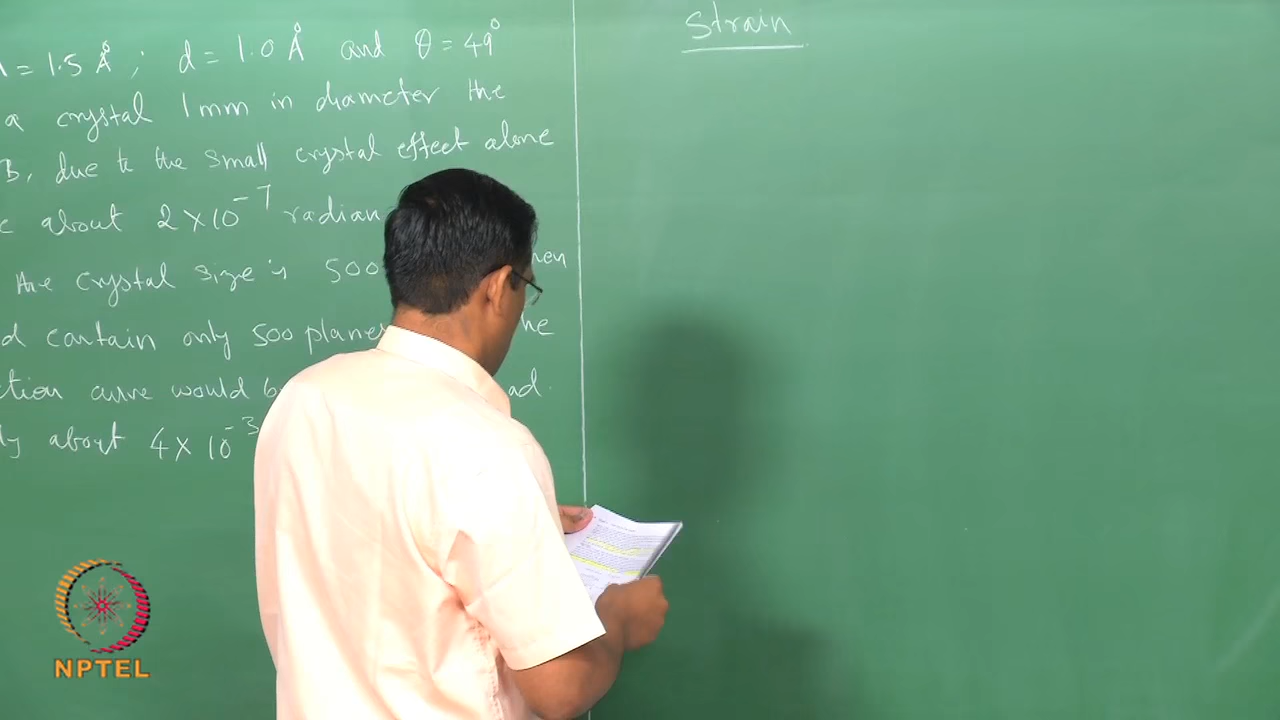 = 1.5 Å ; d = 1.0 Å and θ = 49°
a crystal 1mm in diameter the
B, due to the small crystal effect alone
about 2 × 10⁻⁷ radian
the crystal size is 500
contain only 500 planes
curve would
about 4 × 10⁻³
Strain
NPTEL